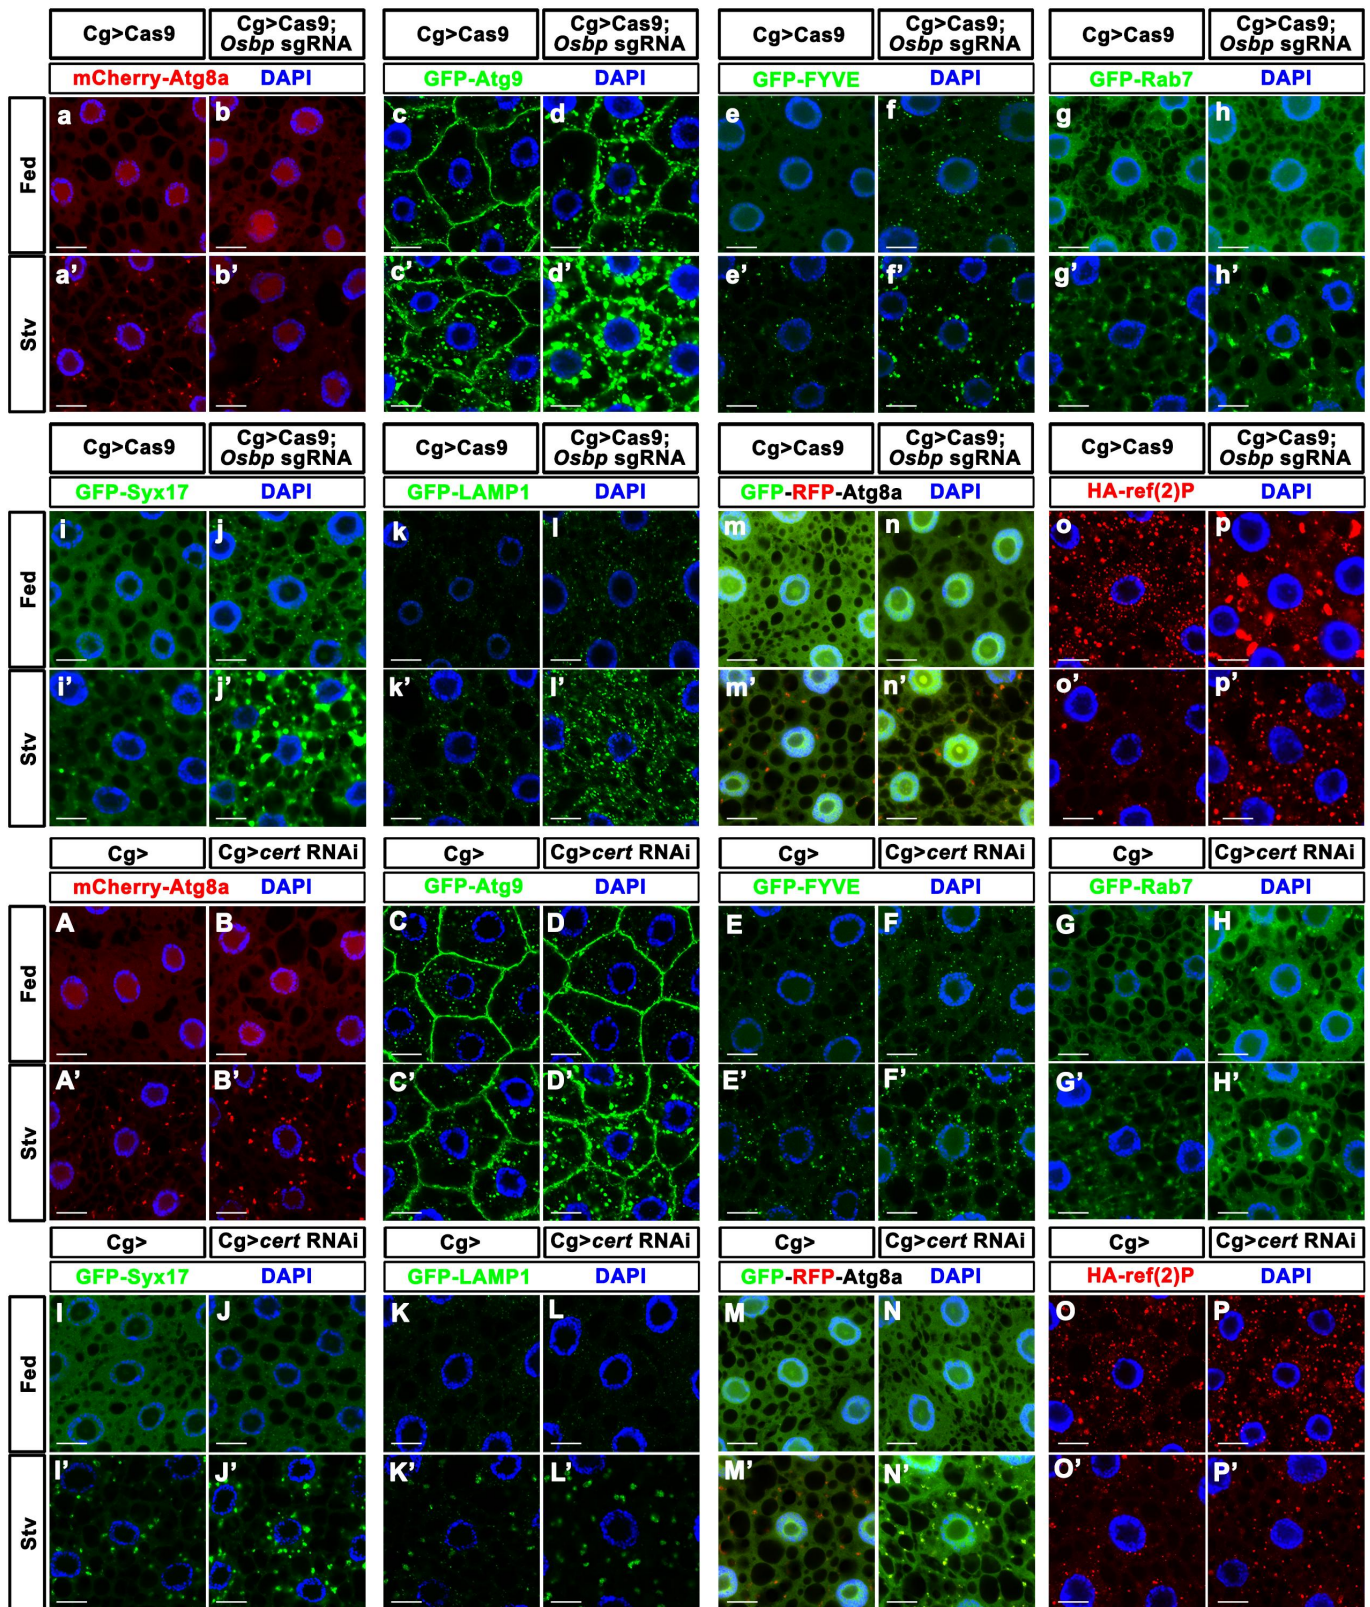 Cg>Cas9 Cg>Cas9; Osbp sgRNA Cg>Cas9 Cg>Cas9; Osbp sgRNA Cg>Cas9 Cg>Cas9; Osbp sgRNA Cg>Cas9 Cg>Cas9; Osbp sgRNA
mCherry-Atg8a DAPI GFP-Atg9 DAPI GFP-FYVE DAPI GFP-Rab7 DAPI
Fed a b c d e f g h
Stv a' b' c' d' e' f' g' h'
Cg>Cas9 Cg>Cas9; Osbp sgRNA Cg>Cas9 Cg>Cas9; Osbp sgRNA Cg>Cas9 Cg>Cas9; Osbp sgRNA Cg>Cas9 Cg>Cas9; Osbp sgRNA
GFP-Syx17 DAPI GFP-LAMP1 DAPI GFP-RFP-Atg8a DAPI HA-ref(2)P DAPI
Fed i j k l m n o p
Stv i' j' k' l' m' n' o' p'
Cg> Cg>cert RNAi Cg> Cg>cert RNAi Cg> Cg>cert RNAi Cg> Cg>cert RNAi
mCherry-Atg8a DAPI GFP-Atg9 DAPI GFP-FYVE DAPI GFP-Rab7 DAPI
Fed A B C D E F G H
Stv A' B' C' D' E' F' G' H'
Cg> Cg>cert RNAi Cg> Cg>cert RNAi Cg> Cg>cert RNAi Cg> Cg>cert RNAi
GFP-Syx17 DAPI GFP-LAMP1 DAPI GFP-RFP-Atg8a DAPI HA-ref(2)P DAPI
Fed I J K L M N O P
Stv I' J' K' L' M' N' O' P'